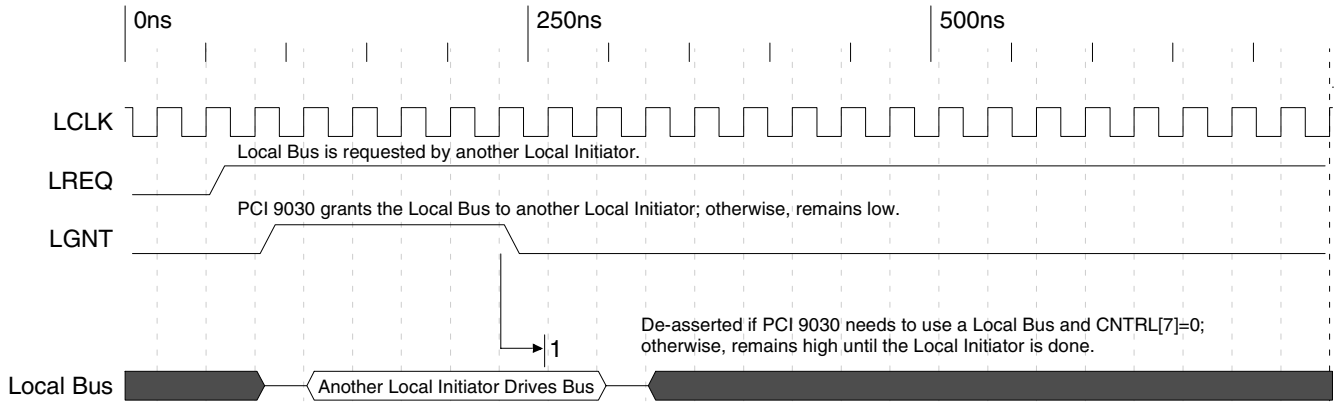 0ns
250ns
500ns
LCLK
Local Bus is requested by another Local Initiator.
LREQ
PCI 9030 grants the Local Bus to another Local Initiator; otherwise, remains low.
LGNT
De-asserted if PCI 9030 needs to use a Local Bus and CNTRL[7]=0;
otherwise, remains high until the Local Initiator is done.
1
Local Bus
Another Local Initiator Drives Bus